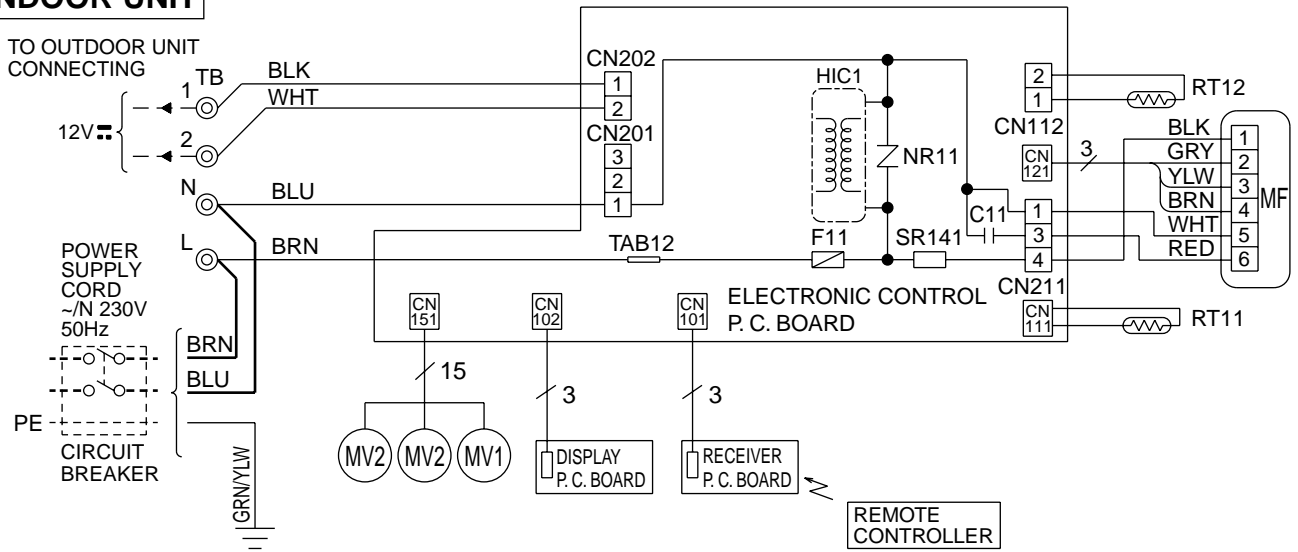 NDOOR UNIT
TO OUTDOOR UNIT
CONNECTING
TB
1
2
12V
BLK
WHT
CN202
1
2
CN201
3
2
1
N
BLU
L
BRN
TAB12
HIC1
NR11
F11
SR141
C11
2
1
CN112
RT12
CN
121
3
1
3
4
CN211
BLK
GRY
YLW
BRN
WHT
RED
1
2
3
4
5
6
MF
CN
111
RT11
ELECTRONIC CONTROL
P. C. BOARD
POWER
SUPPLY
CORD
~/N 230V
50Hz
BRN
BLU
PE
CIRCUIT
BREAKER
GRN/YLW
CN
151
15
MV2
MV2
MV1
CN
102
3
DISPLAY
P. C. BOARD
CN
101
3
RECEIVER
P. C. BOARD
REMOTE
CONTROLLER